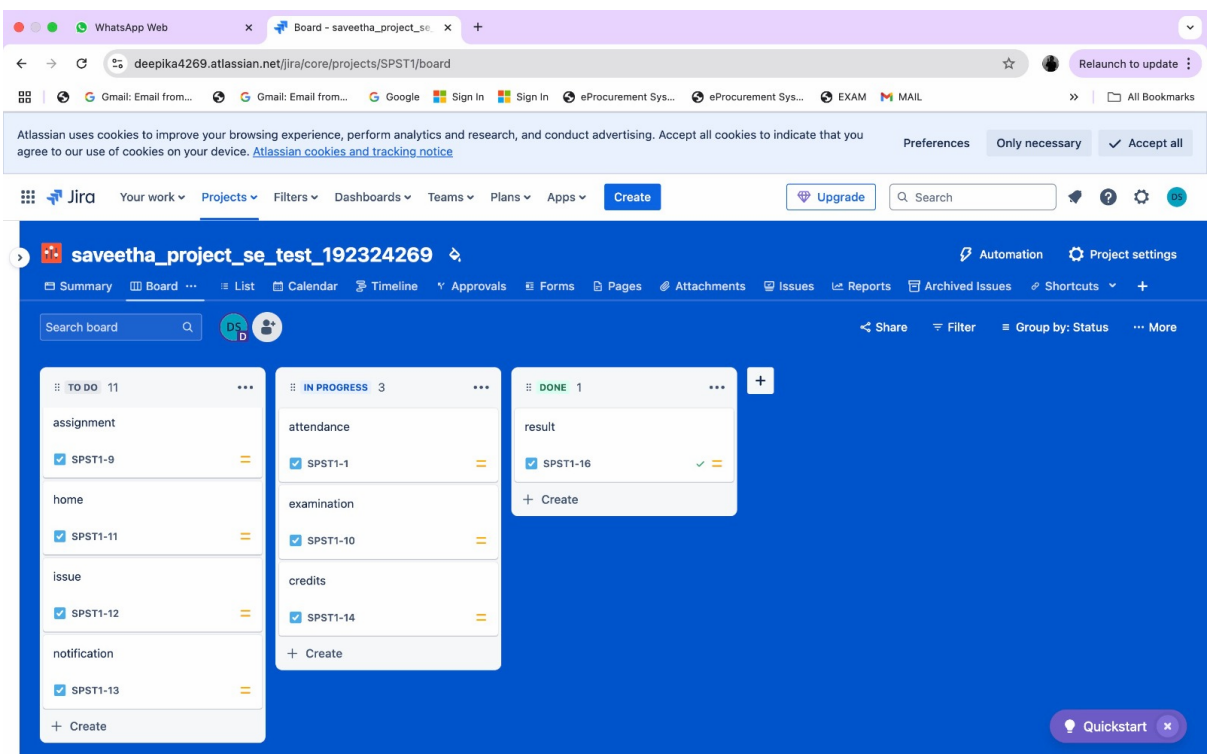 WhatsApp Web
Board - saveetha_project_se_
deepika4269.atlassian.net/jira/core/projects/SPST1/board
Relaunch to update
Gmail: Email from...
Gmail: Email from...
Google
Sign In
Sign In
eProcurement Sys...
eProcurement Sys...
EXAM
MAIL
All Bookmarks
Atlassian uses cookies to improve your browsing experience, perform analytics and research, and conduct advertising. Accept all cookies to indicate that you
agree to our use of cookies on your device. Atlassian cookies and tracking notice
Preferences
Only necessary
Accept all
Jira
Your work
Projects
Filters
Dashboards
Teams
Plans
Apps
Create
Upgrade
Search
DS
saveetha_project_se_test_192324269
Automation
Project settings
Summary
Board
List
Calendar
Timeline
Approvals
Forms
Pages
Attachments
Issues
Reports
Archived Issues
Shortcuts
Search board
DS
D
Share
Filter
Group by: Status
More
TO DO 11
assignment
SPST1-9
home
SPST1-11
issue
SPST1-12
notification
SPST1-13
Create
IN PROGRESS 3
attendance
SPST1-1
examination
SPST1-10
credits
SPST1-14
Create
DONE 1
result
SPST1-16
Create
Quickstart